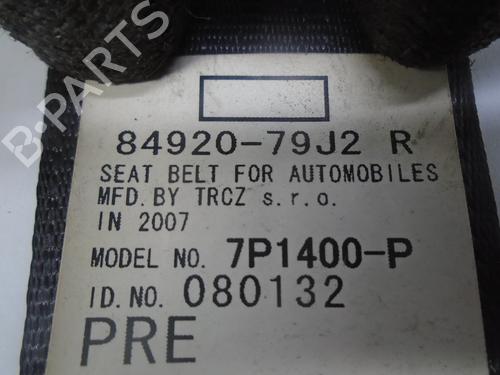 84920-79J2 R
SEAT BELT FOR AUTOMOBILES
MFD. BY TRCZ s.r.o.
IN 2007
MODEL NO. 7P1400-P
ID. NO. 080132
PRE
B-PARTS